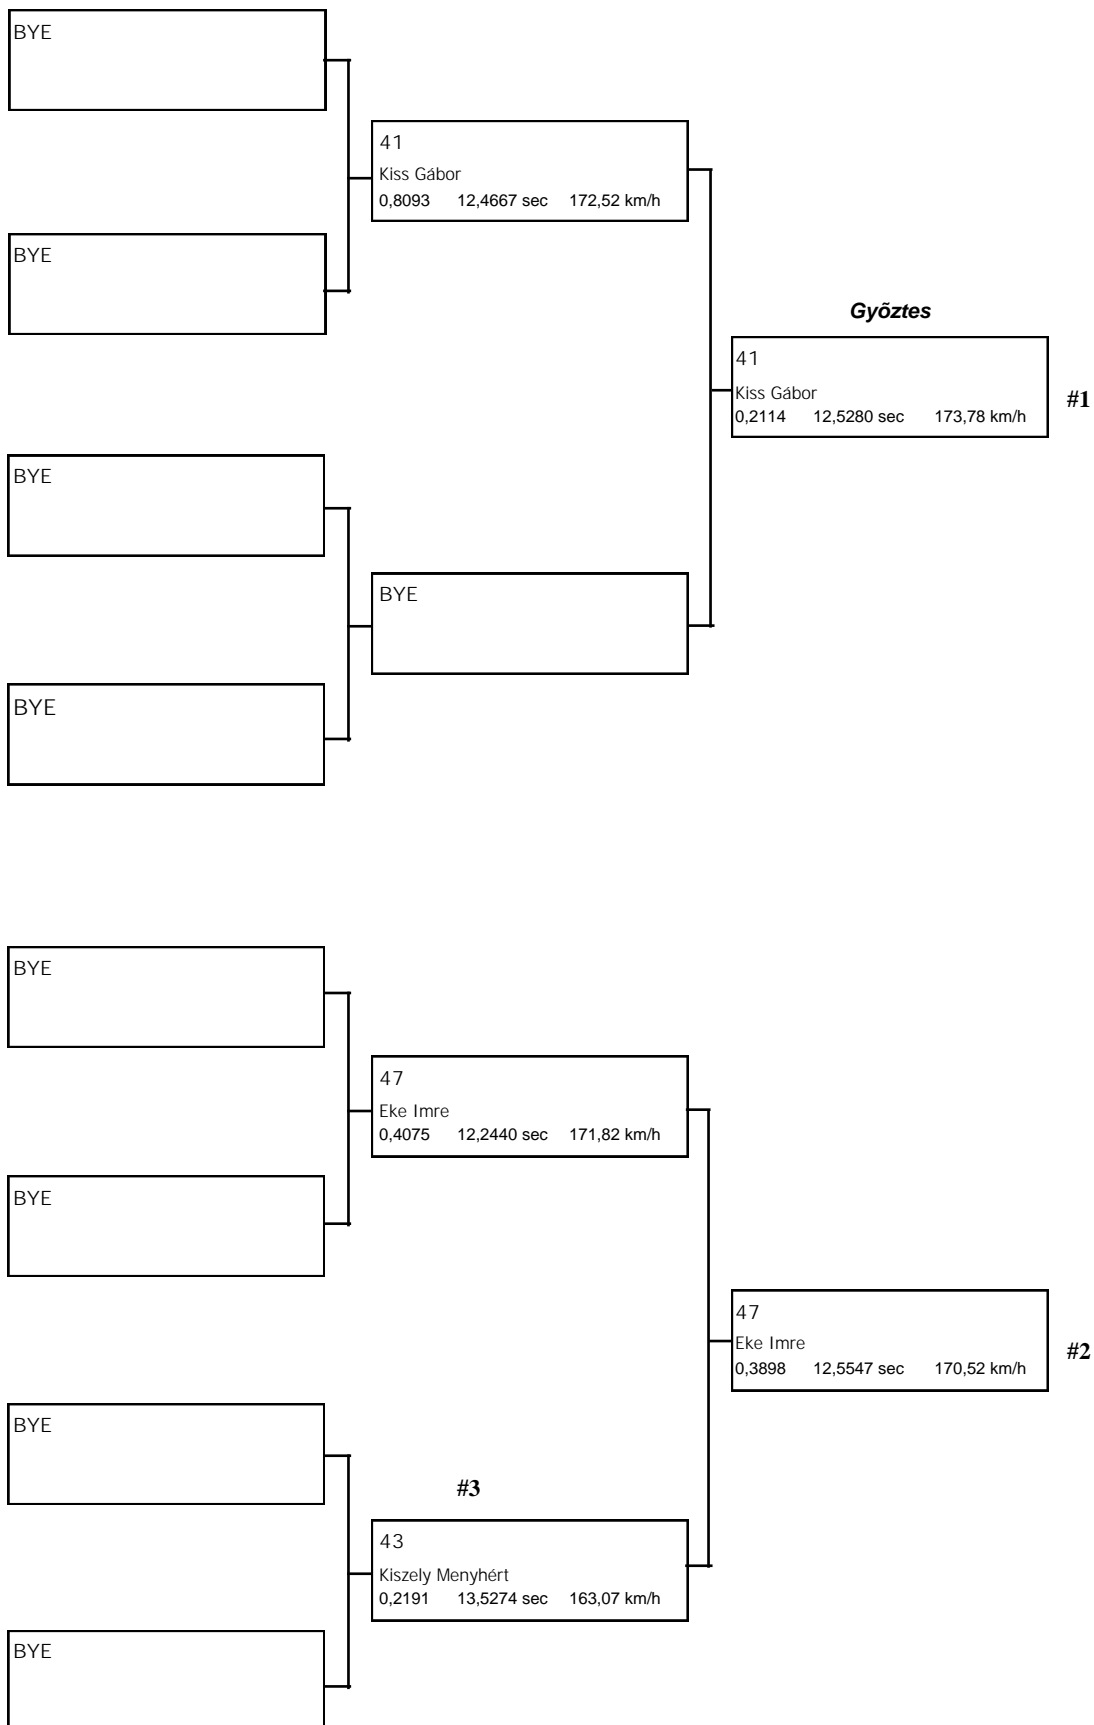 BYE
41
Kiss Gábor
0,8093 12,4667 sec 172,52 km/h
BYE
Gyõztes
41
Kiss Gábor
0,2114 12,5280 sec 173,78 km/h
#1
BYE
BYE
BYE
BYE
47
Eke Imre
0,4075 12,2440 sec 171,82 km/h
BYE
47
Eke Imre
0,3898 12,5547 sec 170,52 km/h
#2
BYE
#3
43
Kiszely Menyhért
0,2191 13,5274 sec 163,07 km/h
BYE